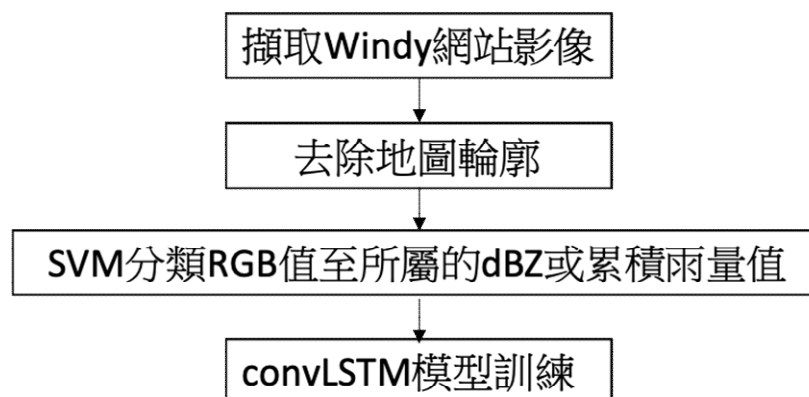 擷取Windy網站影像
去除地圖輪廓
SVM分類RGB值至所屬的dBZ或累積雨量值
convLSTM模型訓練